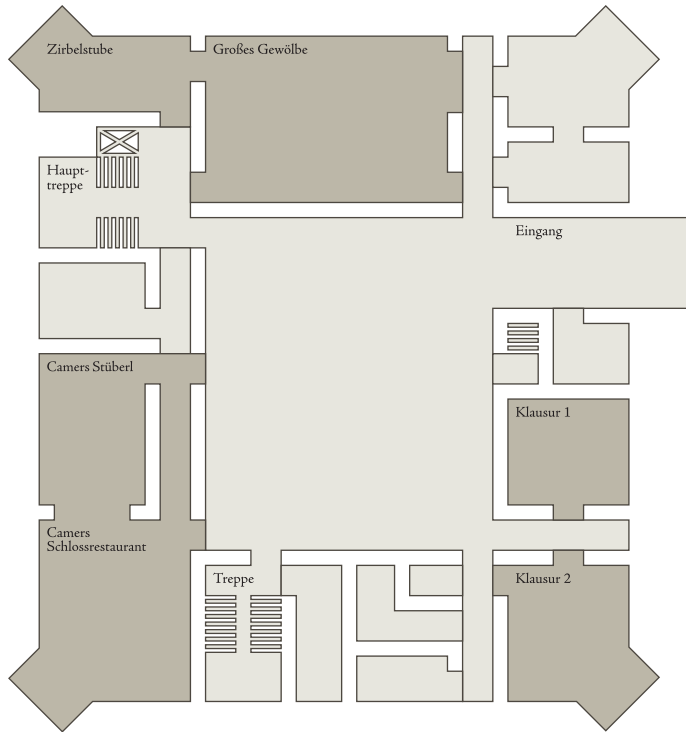 Zirbelstube
Großes Gewölbe
Haupt-
treppe
Eingang
Camers Stüberl
Klausur 1
Camers
Schlossrestaurant
Treppe
Klausur 2